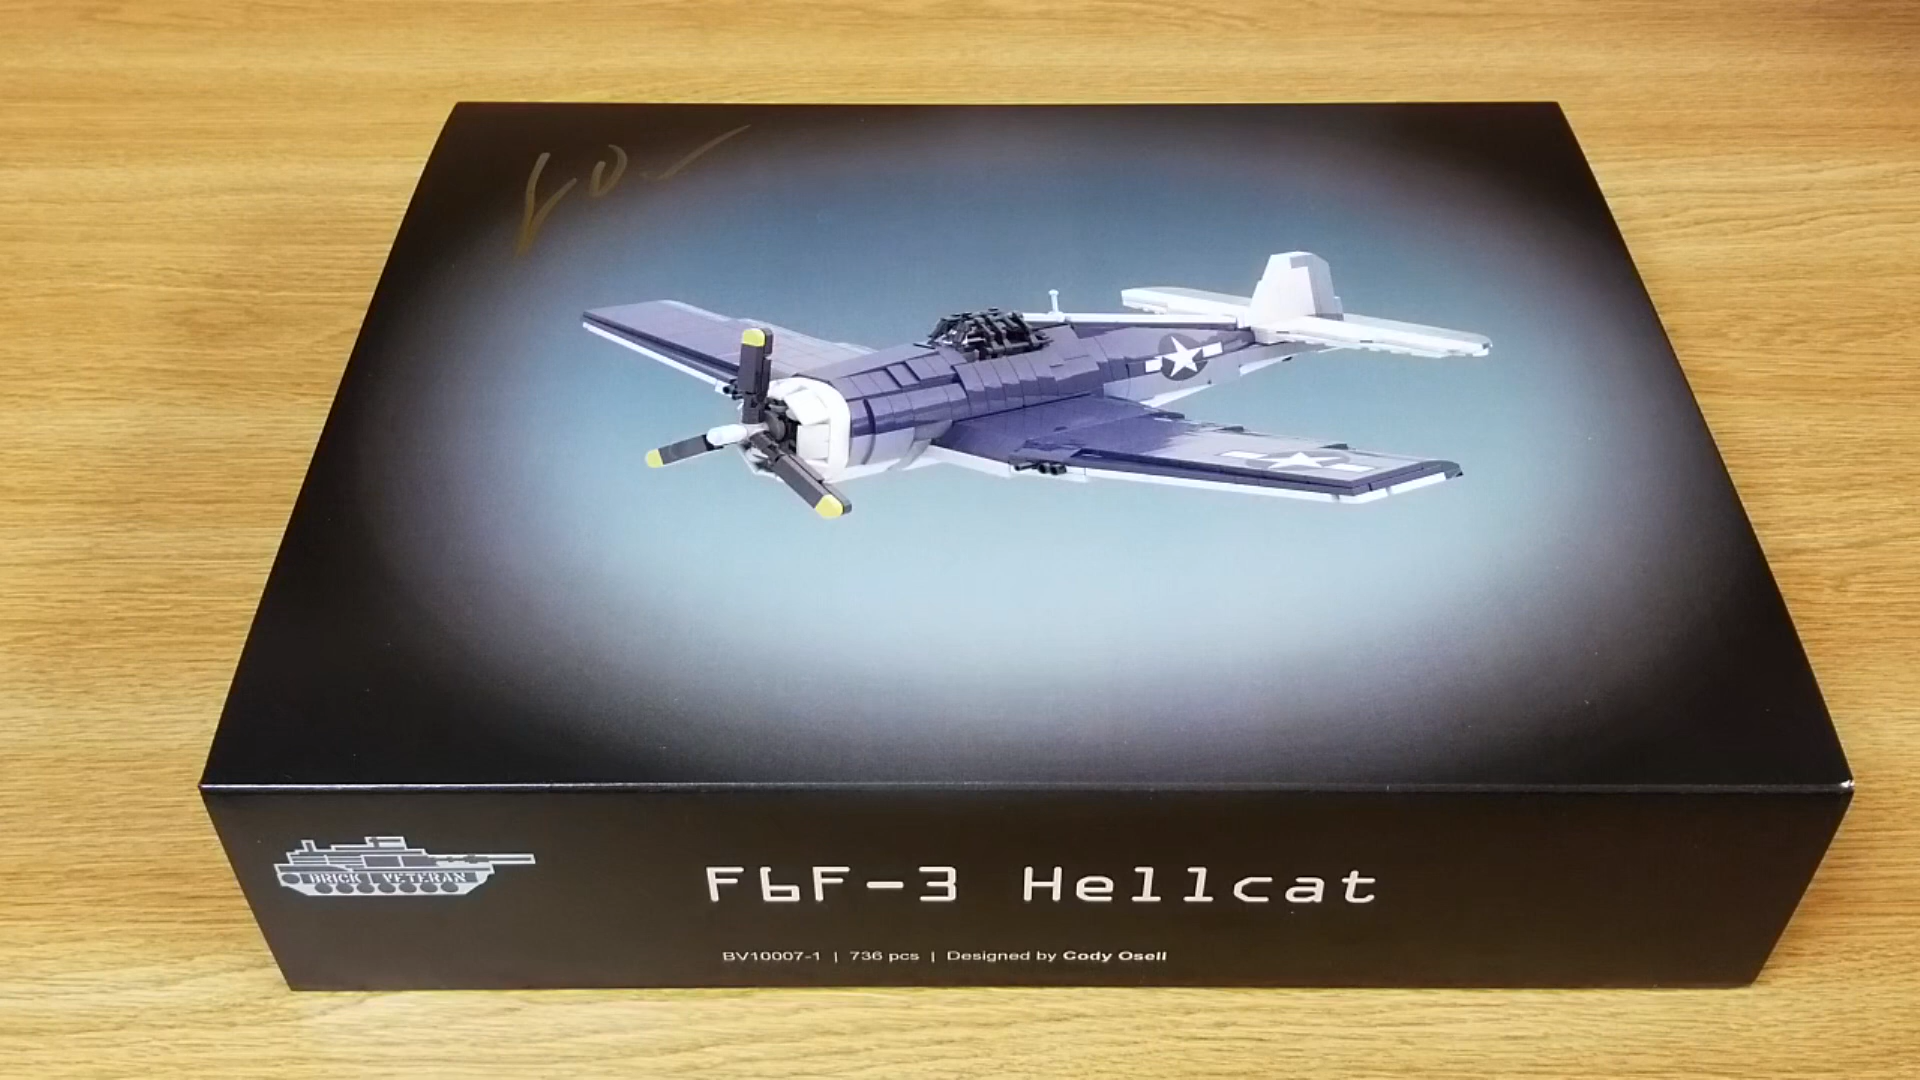 BRICK VETERAN
F6F-3 Hellcat
BV10007-1 | 736 pcs | Designed by Cody Osell